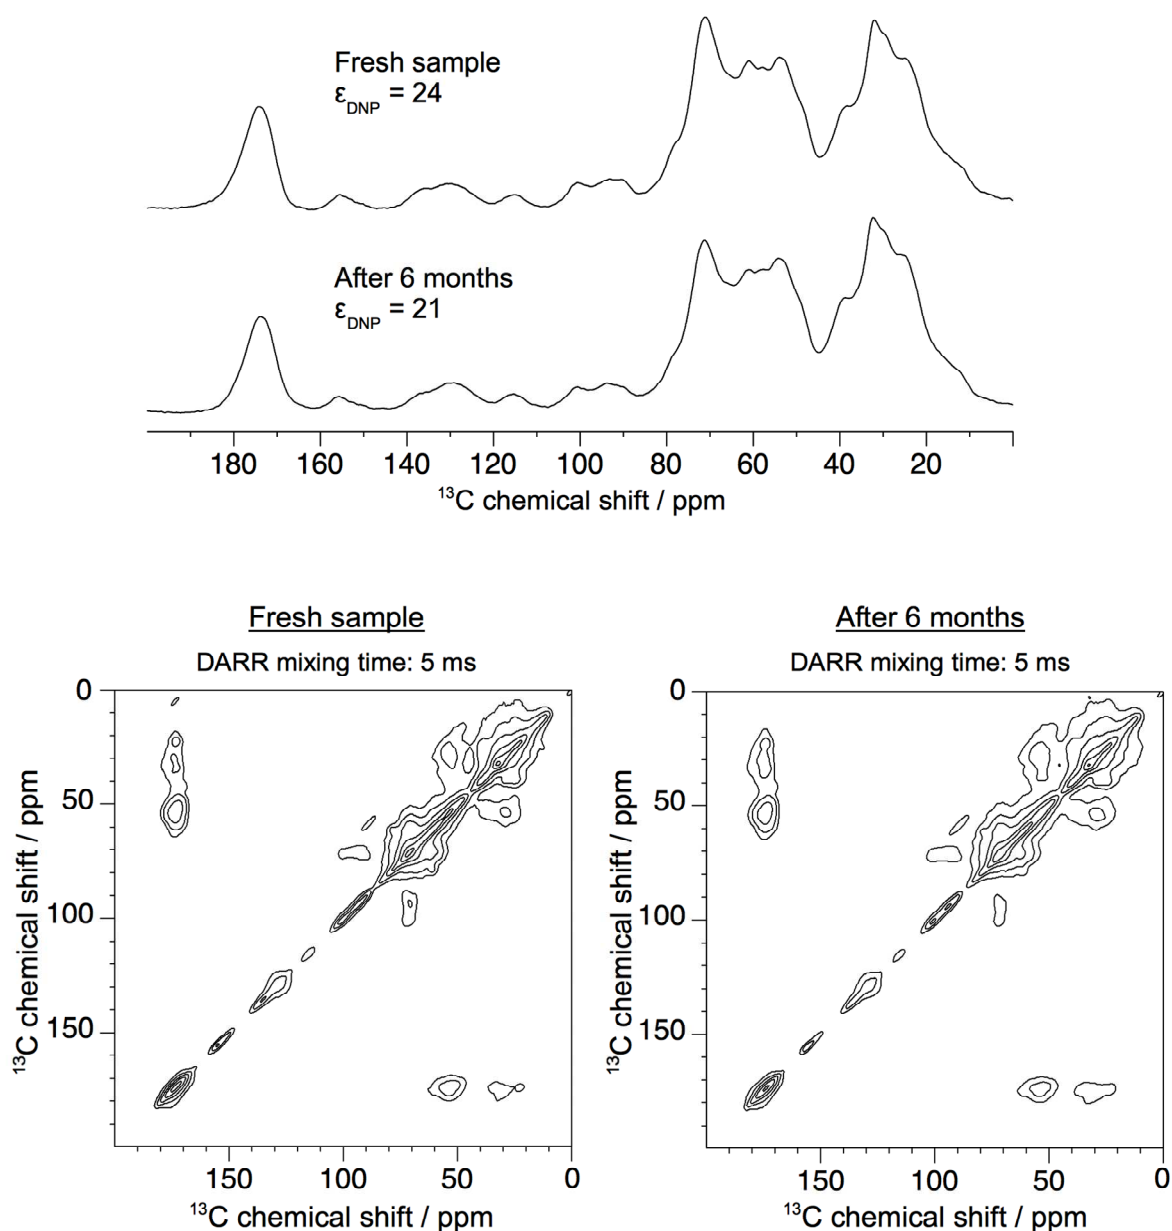 Fresh sample
εDNP = 24
After 6 months
εDNP = 21
180 160 140 120 100 80 60 40 20
13C chemical shift / ppm
Fresh sample
DARR mixing time: 5 ms
0
50
100
150
13C chemical shift / ppm
150 100 50 0
13C chemical shift / ppm
After 6 months
DARR mixing time: 5 ms
0
50
100
150
13C chemical shift / ppm
150 100 50 0
13C chemical shift / ppm